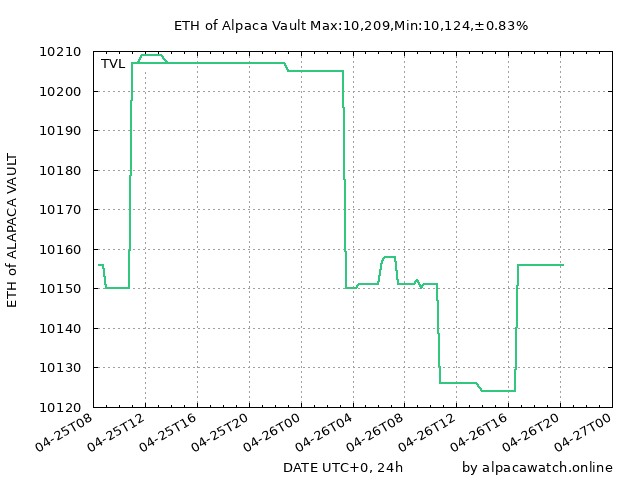 ETH of Alpaca Vault Max:10,209,Min:10,124,±0.83%
TVL
10210
10200
10190
10180
10170
10160
10150
10140
10130
10120
ETH of ALAPACA VAULT
04-25T08
04-25T12
04-25T16
04-25T20
04-26T00
04-26T04
04-26T08
04-26T12
04-26T16
04-26T20
04-27T00
DATE UTC+0, 24h
by alpacawatch.online